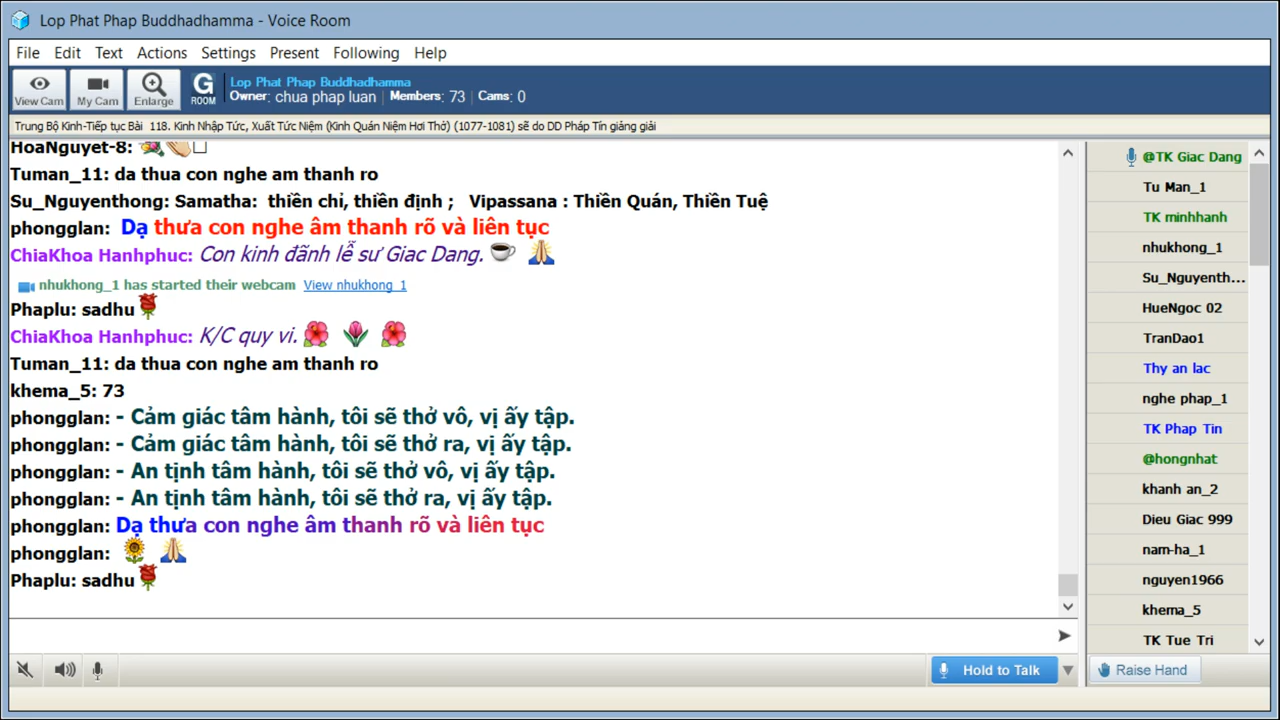 Lop Phat Phap Buddhadhamma - Voice Room
File Edit Text Actions Settings Present Following Help
View Cam My Cam Enlarge G ROOM
Lop Phat Phap Buddhadhamma
Owner: chua phap luan | Members: 73 | Cams: 0
Trung Bộ Kinh-Tiếp tục Bài 118. Kinh Nhập Tức, Xuất Tức Niệm (Kinh Quán Niệm Hơi Thở) (1077-1081) sẽ do DD Pháp Tín giảng giải
HoaNguyet-8:
Tuman_11: da thua con nghe am thanh ro
Su_Nguyenthong: Samatha: thiền chỉ, thiền định ; Vipassana : Thiền Quán, Thiền Tuệ
phongglan: Dạ thưa con nghe âm thanh rõ và liên tục
ChiaKhoa Hanhphuc: Con kinh đãnh lễ sư Giac Dang.
nhukhong_1 has started their webcam View nhukhong_1
Phaplu: sadhu
ChiaKhoa Hanhphuc: K/C quy vi.
Tuman_11: da thua con nghe am thanh ro
khema_5: 73
phongglan: - Cảm giác tâm hành, tôi sẽ thở vô, vị ấy tập.
phongglan: - Cảm giác tâm hành, tôi sẽ thở ra, vị ấy tập.
phongglan: - An tịnh tâm hành, tôi sẽ thở vô, vị ấy tập.
phongglan: - An tịnh tâm hành, tôi sẽ thở ra, vị ấy tập.
phongglan: Dạ thưa con nghe âm thanh rõ và liên tục
phongglan:
Phaplu: sadhu
Hold to Talk
@TK Giac Dang
Tu Man_1
TK minhhanh
nhukhong_1
Su_Nguyenth...
HueNgoc 02
TranDao1
Thy an lac
nghe phap_1
TK Phap Tin
@hongnhat
khanh an_2
Dieu Giac 999
nam-ha_1
nguyen1966
khema_5
TK Tue Tri
Raise Hand